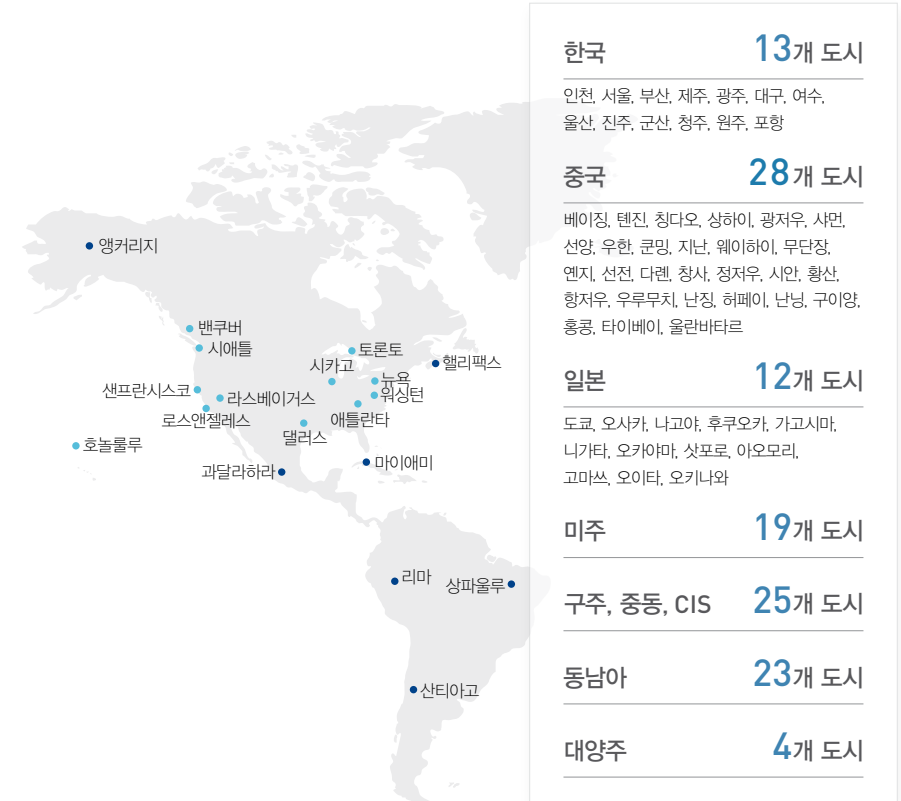 앵커리지
밴쿠버
시애틀
토론토
시카고
핼리팩스
뉴욕
샌프란시스코
라스베이거스
워싱턴
로스앤젤레스
애틀란타
댈러스
호놀룰루
마이애미
과달라하라
리마
상파울루
산티아고
한국 13개 도시
인천, 서울, 부산, 제주, 광주, 대구, 여수,
울산, 진주, 군산, 청주, 원주, 포항
중국 28개 도시
베이징, 톈진, 칭다오, 상하이, 광저우, 샤먼,
선양, 우한, 쿤밍, 지난, 웨이하이, 무단장,
옌지, 선전, 다롄, 창사, 정저우, 시안, 황산,
항저우, 우루무치, 난징, 허페이, 난닝, 구이양,
홍콩, 타이베이, 울란바타르
일본 12개 도시
도쿄, 오사카, 나고야, 후쿠오카, 가고시마,
니가타, 오카야마, 삿포로, 아오모리,
고마쓰, 오이타, 오키나와
미주 19개 도시
구주, 중동, CIS 25개 도시
동남아 23개 도시
대양주 4개 도시